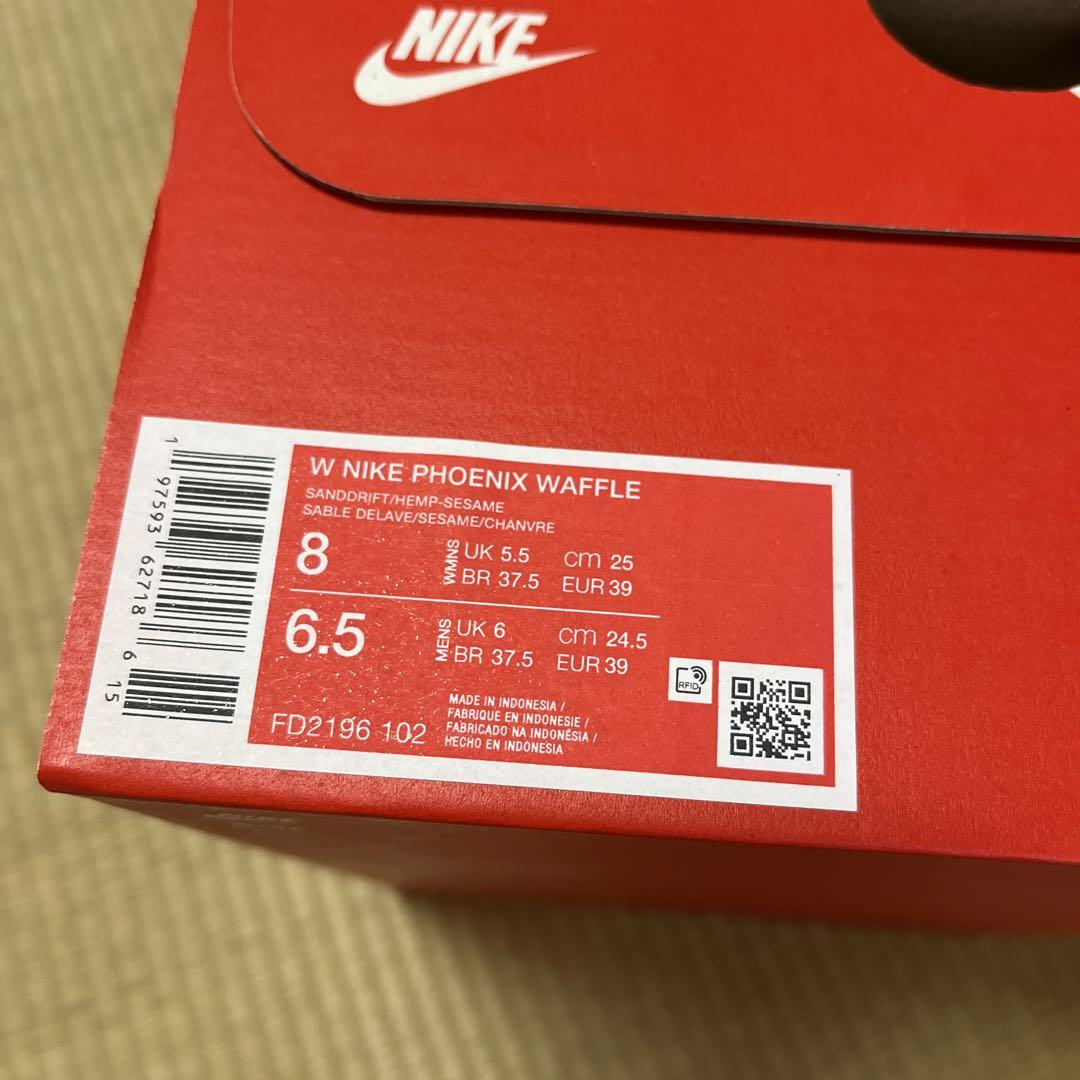 NIKE
W NIKE PHOENIX WAFFLE
SANDDRIFT/HEMP-SESAME
SABLE DELAVE/SESAME/CHANVRE
8
WMNS
UK 5.5 cm 25
BR 37.5 EUR 39
6.5
MENS
UK 6 cm 24.5
BR 37.5 EUR 39
FD2196 102
MADE IN INDONESIA /
FABRIQUE EN INDONESIE /
FABRICADO NA INDONÉSIA /
HECHO EN INDONESIA
RFID
1 97593 62718 6 15
NIKE